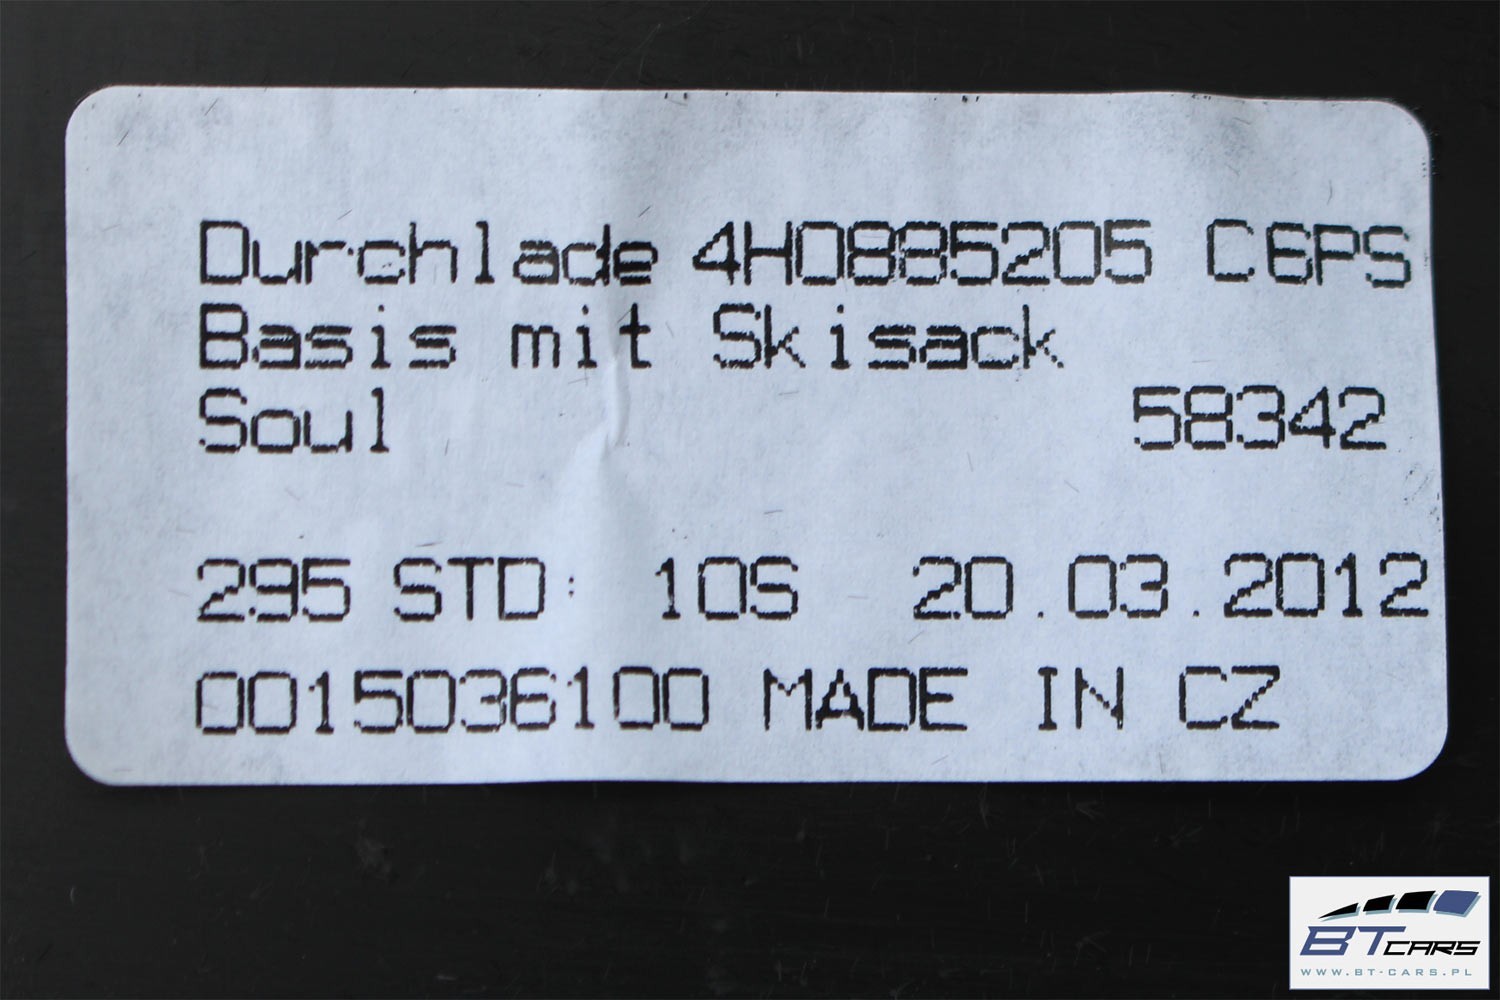 Durchlade 4H0885205 C6PS
Basis mit Skisack
Soul 58342
295 STD: 10S 20.03.2012
0015036100 MADE IN CZ
BT CARS
WWW.BT-CARS.PL